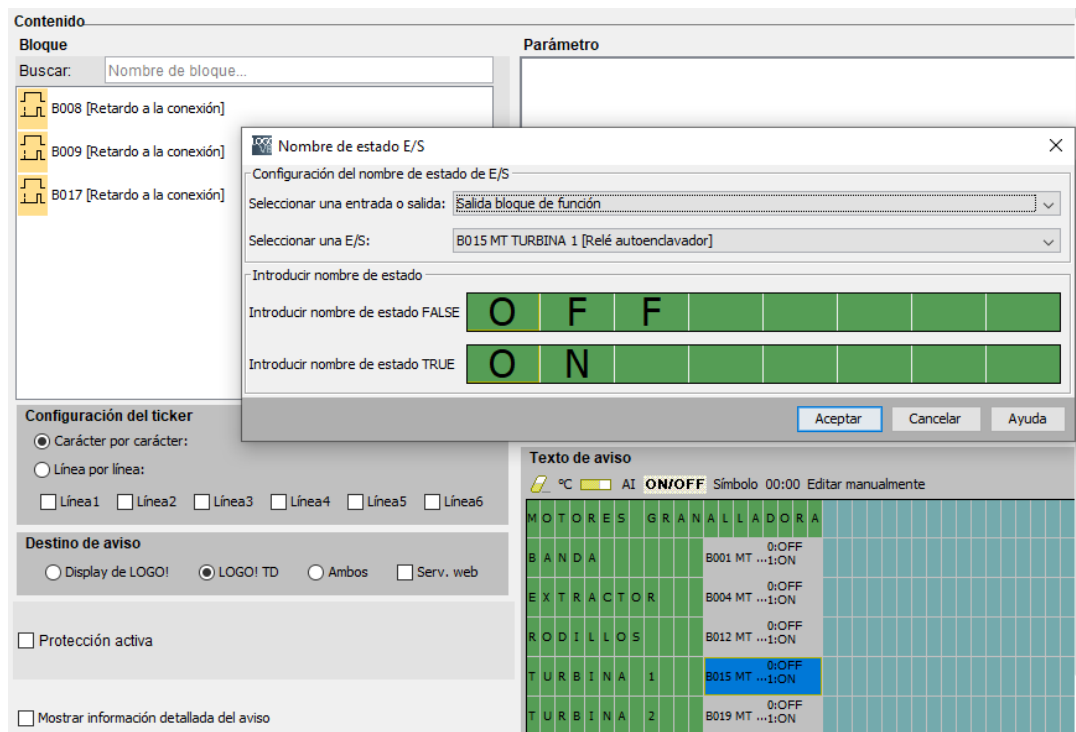 Contenido
Bloque
Buscar: Nombre de bloque...
B008 [Retardo a la conexión]
B009 [Retardo a la conexión]
B017 [Retardo a la conexión]
Parámetro
Nombre de estado E/S
Configuración del nombre de estado de E/S
Seleccionar una entrada o salida: Salida bloque de función
Seleccionar una E/S: B015 MT TURBINA 1 [Relé autoenclavador]
Introducir nombre de estado
Introducir nombre de estado FALSE OFF
Introducir nombre de estado TRUE ON
Aceptar Cancelar Ayuda
Configuración del ticker
Carácter por carácter:
Línea por línea:
Línea1 Línea2 Línea3 Línea4 Línea5 Línea6
Destino de aviso
Display de LOGO! LOGO! TD Ambos Serv. web
Protección activa
Mostrar información detallada del aviso
Texto de aviso
ºC AI ON/OFF Símbolo 00:00 Editar manualmente
MOTORES GRANALLADORA
BANDA B001 MT ... 0:OFF 1:ON
EXTRACTOR B004 MT ... 0:OFF 1:ON
RODILLOS B012 MT ... 0:OFF 1:ON
TURBINA 1 B015 MT ... 0:OFF 1:ON
TURBINA 2 B019 MT ... 0:OFF 1:ON